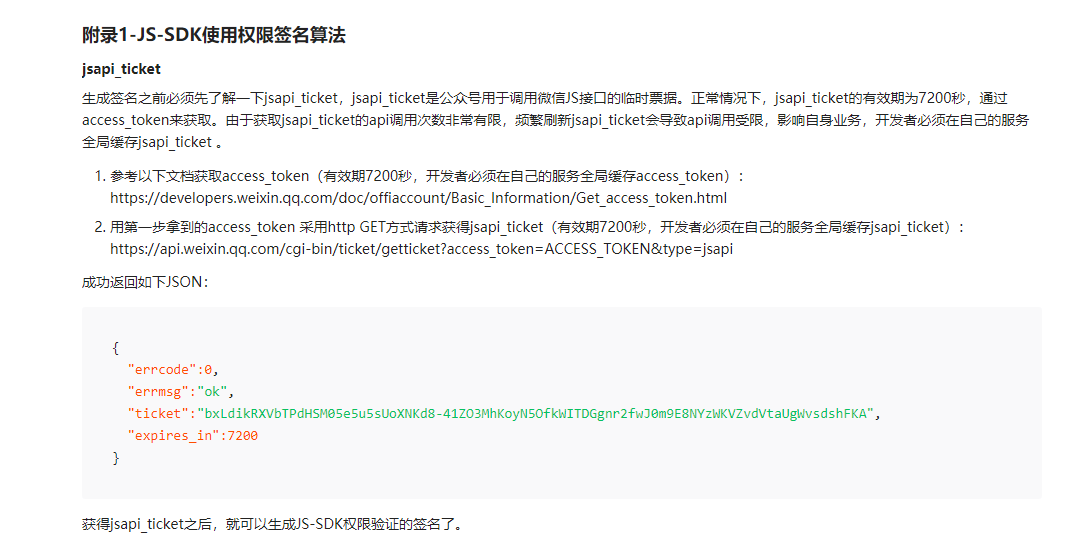 附录1-JS-SDK使用权限签名算法
jsapi_ticket
生成签名之前必须先了解一下jsapi_ticket，jsapi_ticket是公众号用于调用微信JS接口的临时票据。正常情况下，jsapi_ticket的有效期为7200秒，通过
access_token来获取。由于获取jsapi_ticket的api调用次数非常有限，频繁刷新jsapi_ticket会导致api调用受限，影响自身业务，开发者必须在自己的服务
全局缓存jsapi_ticket 。
1. 参考以下文档获取access_token（有效期7200秒，开发者必须在自己的服务全局缓存access_token）：
https://developers.weixin.qq.com/doc/offiaccount/Basic_Information/Get_access_token.html
2. 用第一步拿到的access_token 采用http GET方式请求获得jsapi_ticket（有效期7200秒，开发者必须在自己的服务全局缓存jsapi_ticket）：
https://api.weixin.qq.com/cgi-bin/ticket/getticket?access_token=ACCESS_TOKEN&type=jsapi
成功返回如下JSON：
{
"errcode":0,
"errmsg":"ok",
"ticket":"bxLdikRXVbTPdHSM05e5u5sUoXNKd8-41ZO3MhKoyN5OfkWITDGgnr2fwJ0m9E8NYzWKVZvdVtaUgWvsdshFKA",
"expires_in":7200
}
获得jsapi_ticket之后，就可以生成JS-SDK权限验证的签名了。